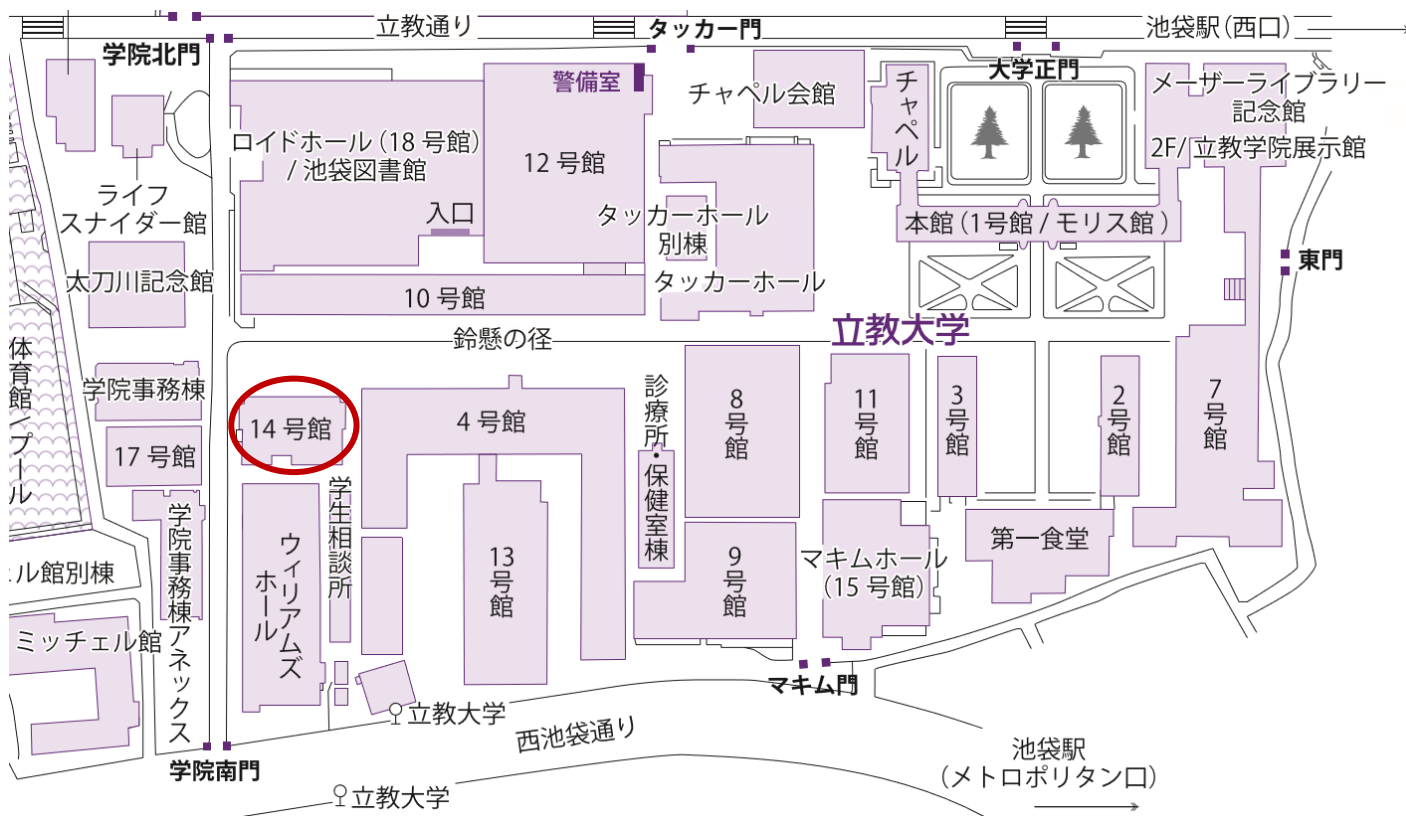 立教通り
タッカー門
池袋駅（西口）
学院北門
大学正門
警備室
チャペル会館
チャペル
メーザーライブラリー
記念館
2F/ 立教学院展示館
ロイドホール（18 号館）
/ 池袋図書館
12 号館
ライフ
スナイダー館
入口
タッカーホール
別棟
本館（1号館 / モリス館 ）
太刀川記念館
タッカーホール
東門
10 号館
鈴懸の径
立教大学
体育館/プール
学院事務棟
14 号館
4 号館
診療所・保健室棟
8号館
11号館
3号館
2号館
7号館
17 号館
学生相談所
学院事務棟アネックス
ウィリアムズ
ホール
13号館
9号館
マキムホール
（15 号館）
第一食堂
ル館別棟
ミッチェル館
マキム門
立教大学
西池袋通り
学院南門
池袋駅
（メトロポリタン口）
立教大学